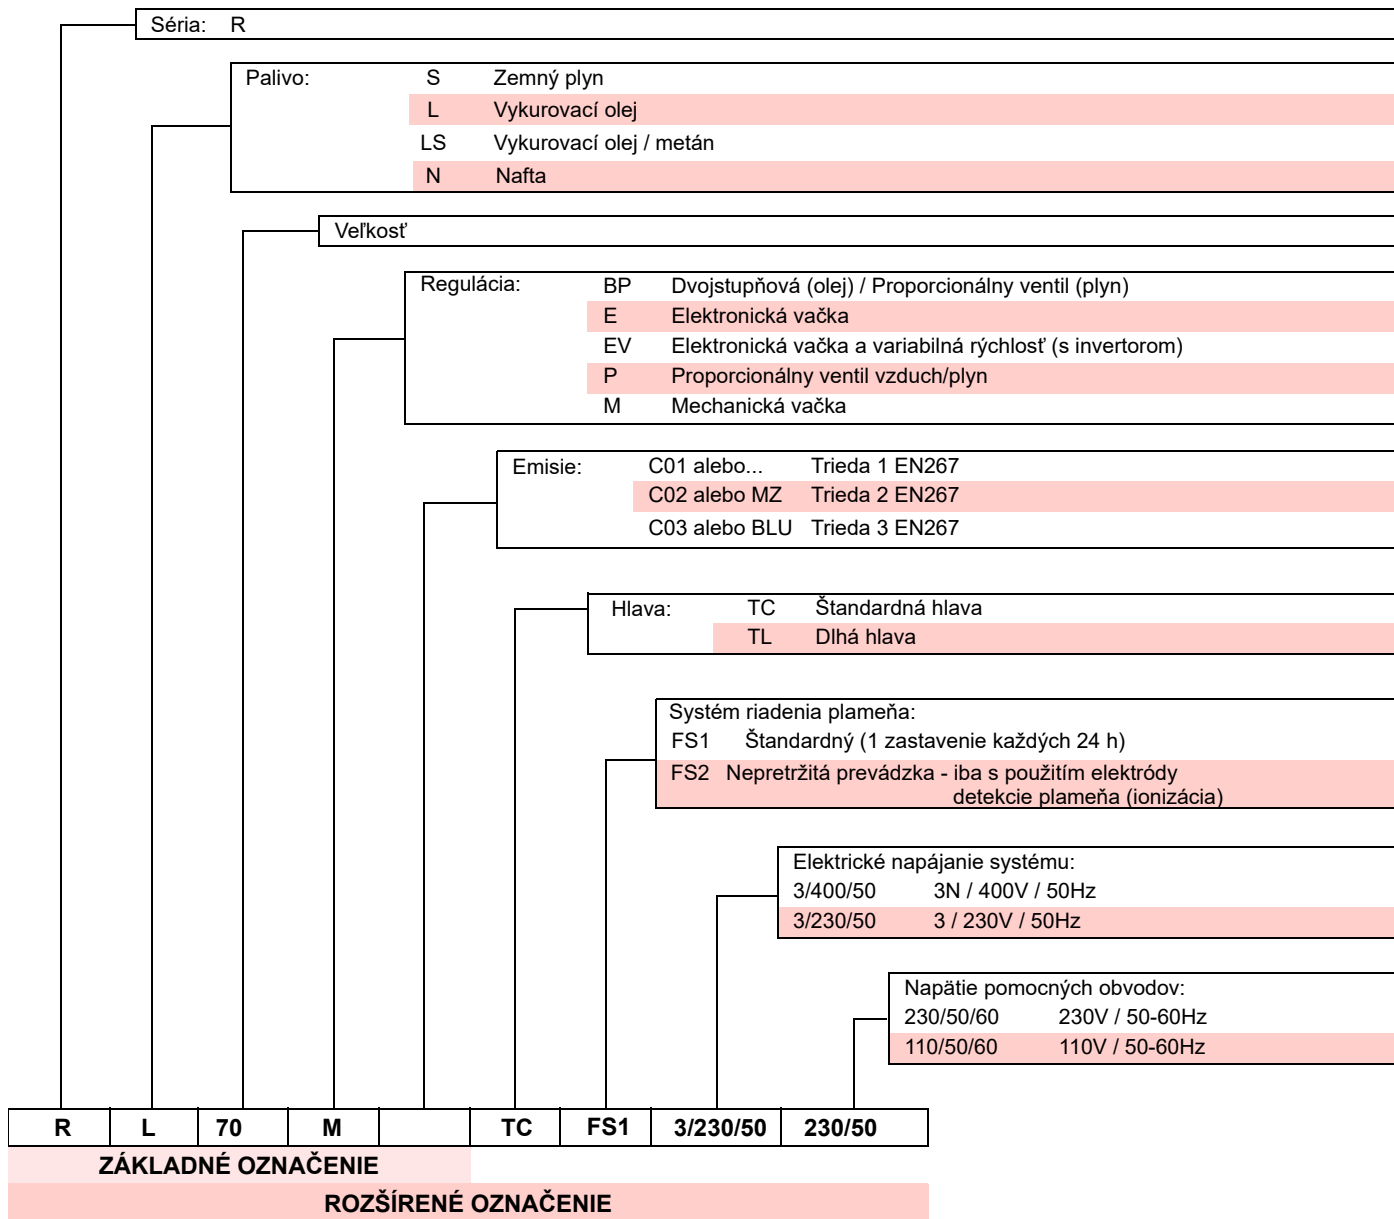 Séria: R
Palivo: S Zemný plyn
L Vykurovací olej
LS Vykurovací olej / metán
N Nafta
Veľkosť
Regulácia: BP Dvojstupňová (olej) / Proporcionálny ventil (plyn)
E Elektronická vačka
EV Elektronická vačka a variabilná rýchlosť (s invertorom)
P Proporcionálny ventil vzduch/plyn
M Mechanická vačka
Emisie: C01 alebo... Trieda 1 EN267
C02 alebo MZ Trieda 2 EN267
C03 alebo BLU Trieda 3 EN267
Hlava: TC Štandardná hlava
TL Dlhá hlava
Systém riadenia plameňa:
FS1 Štandardný (1 zastavenie každých 24 h)
FS2 Nepretržitá prevádzka - iba s použitím elektródy
detekcie plameňa (ionizácia)
Elektrické napájanie systému:
3/400/50 3N / 400V / 50Hz
3/230/50 3 / 230V / 50Hz
Napätie pomocných obvodov:
230/50/60 230V / 50-60Hz
110/50/60 110V / 50-60Hz
R L 70 M TC FS1 3/230/50 230/50
ZÁKLADNÉ OZNAČENIE
ROZŠÍRENÉ OZNAČENIE